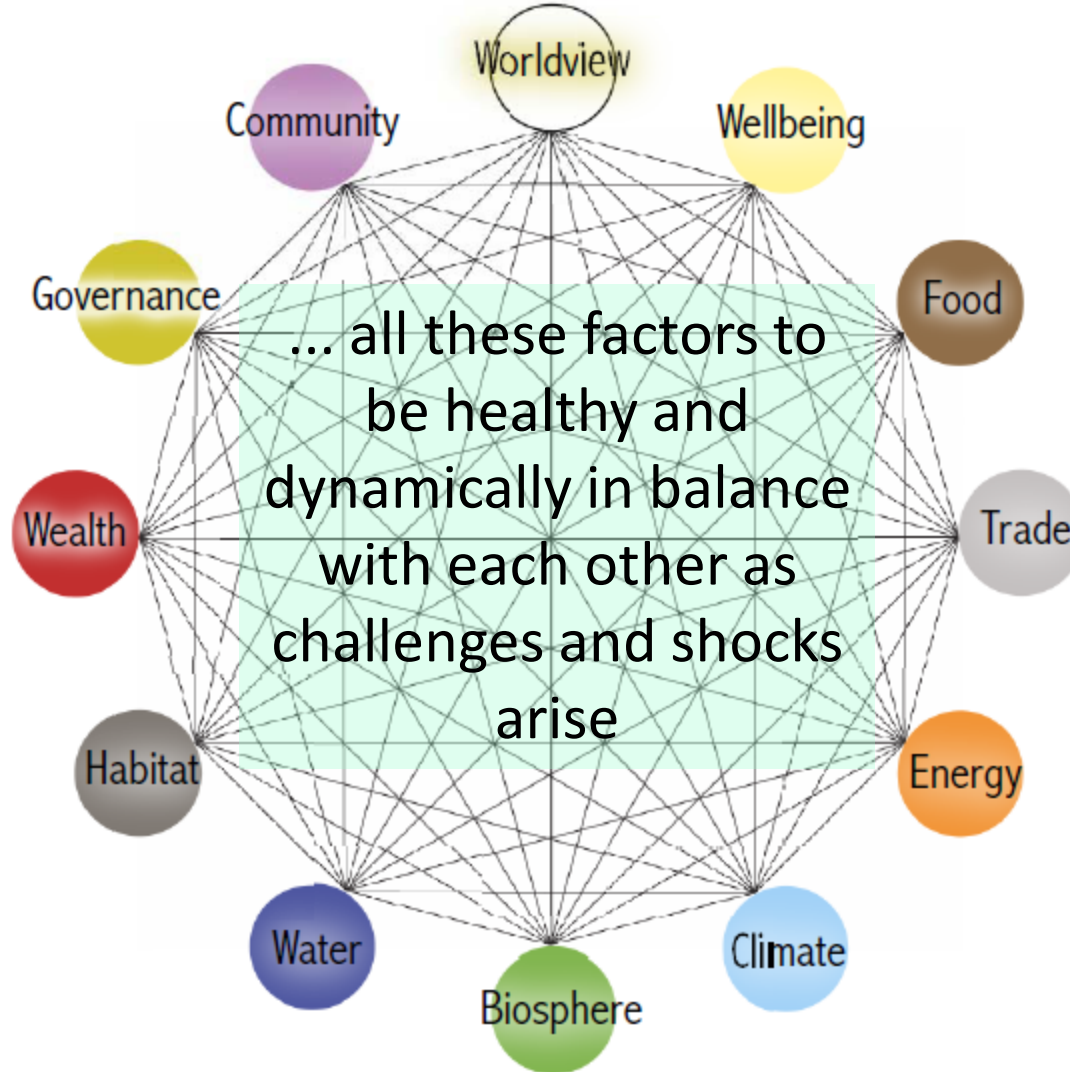 Worldview
Community
Wellbeing
Governance
Food
... all these factors to
be healthy and
dynamically in balance
with each other as
challenges and shocks
arise
Wealth
Trade
Habitat
Energy
Water
Climate
Biosphere